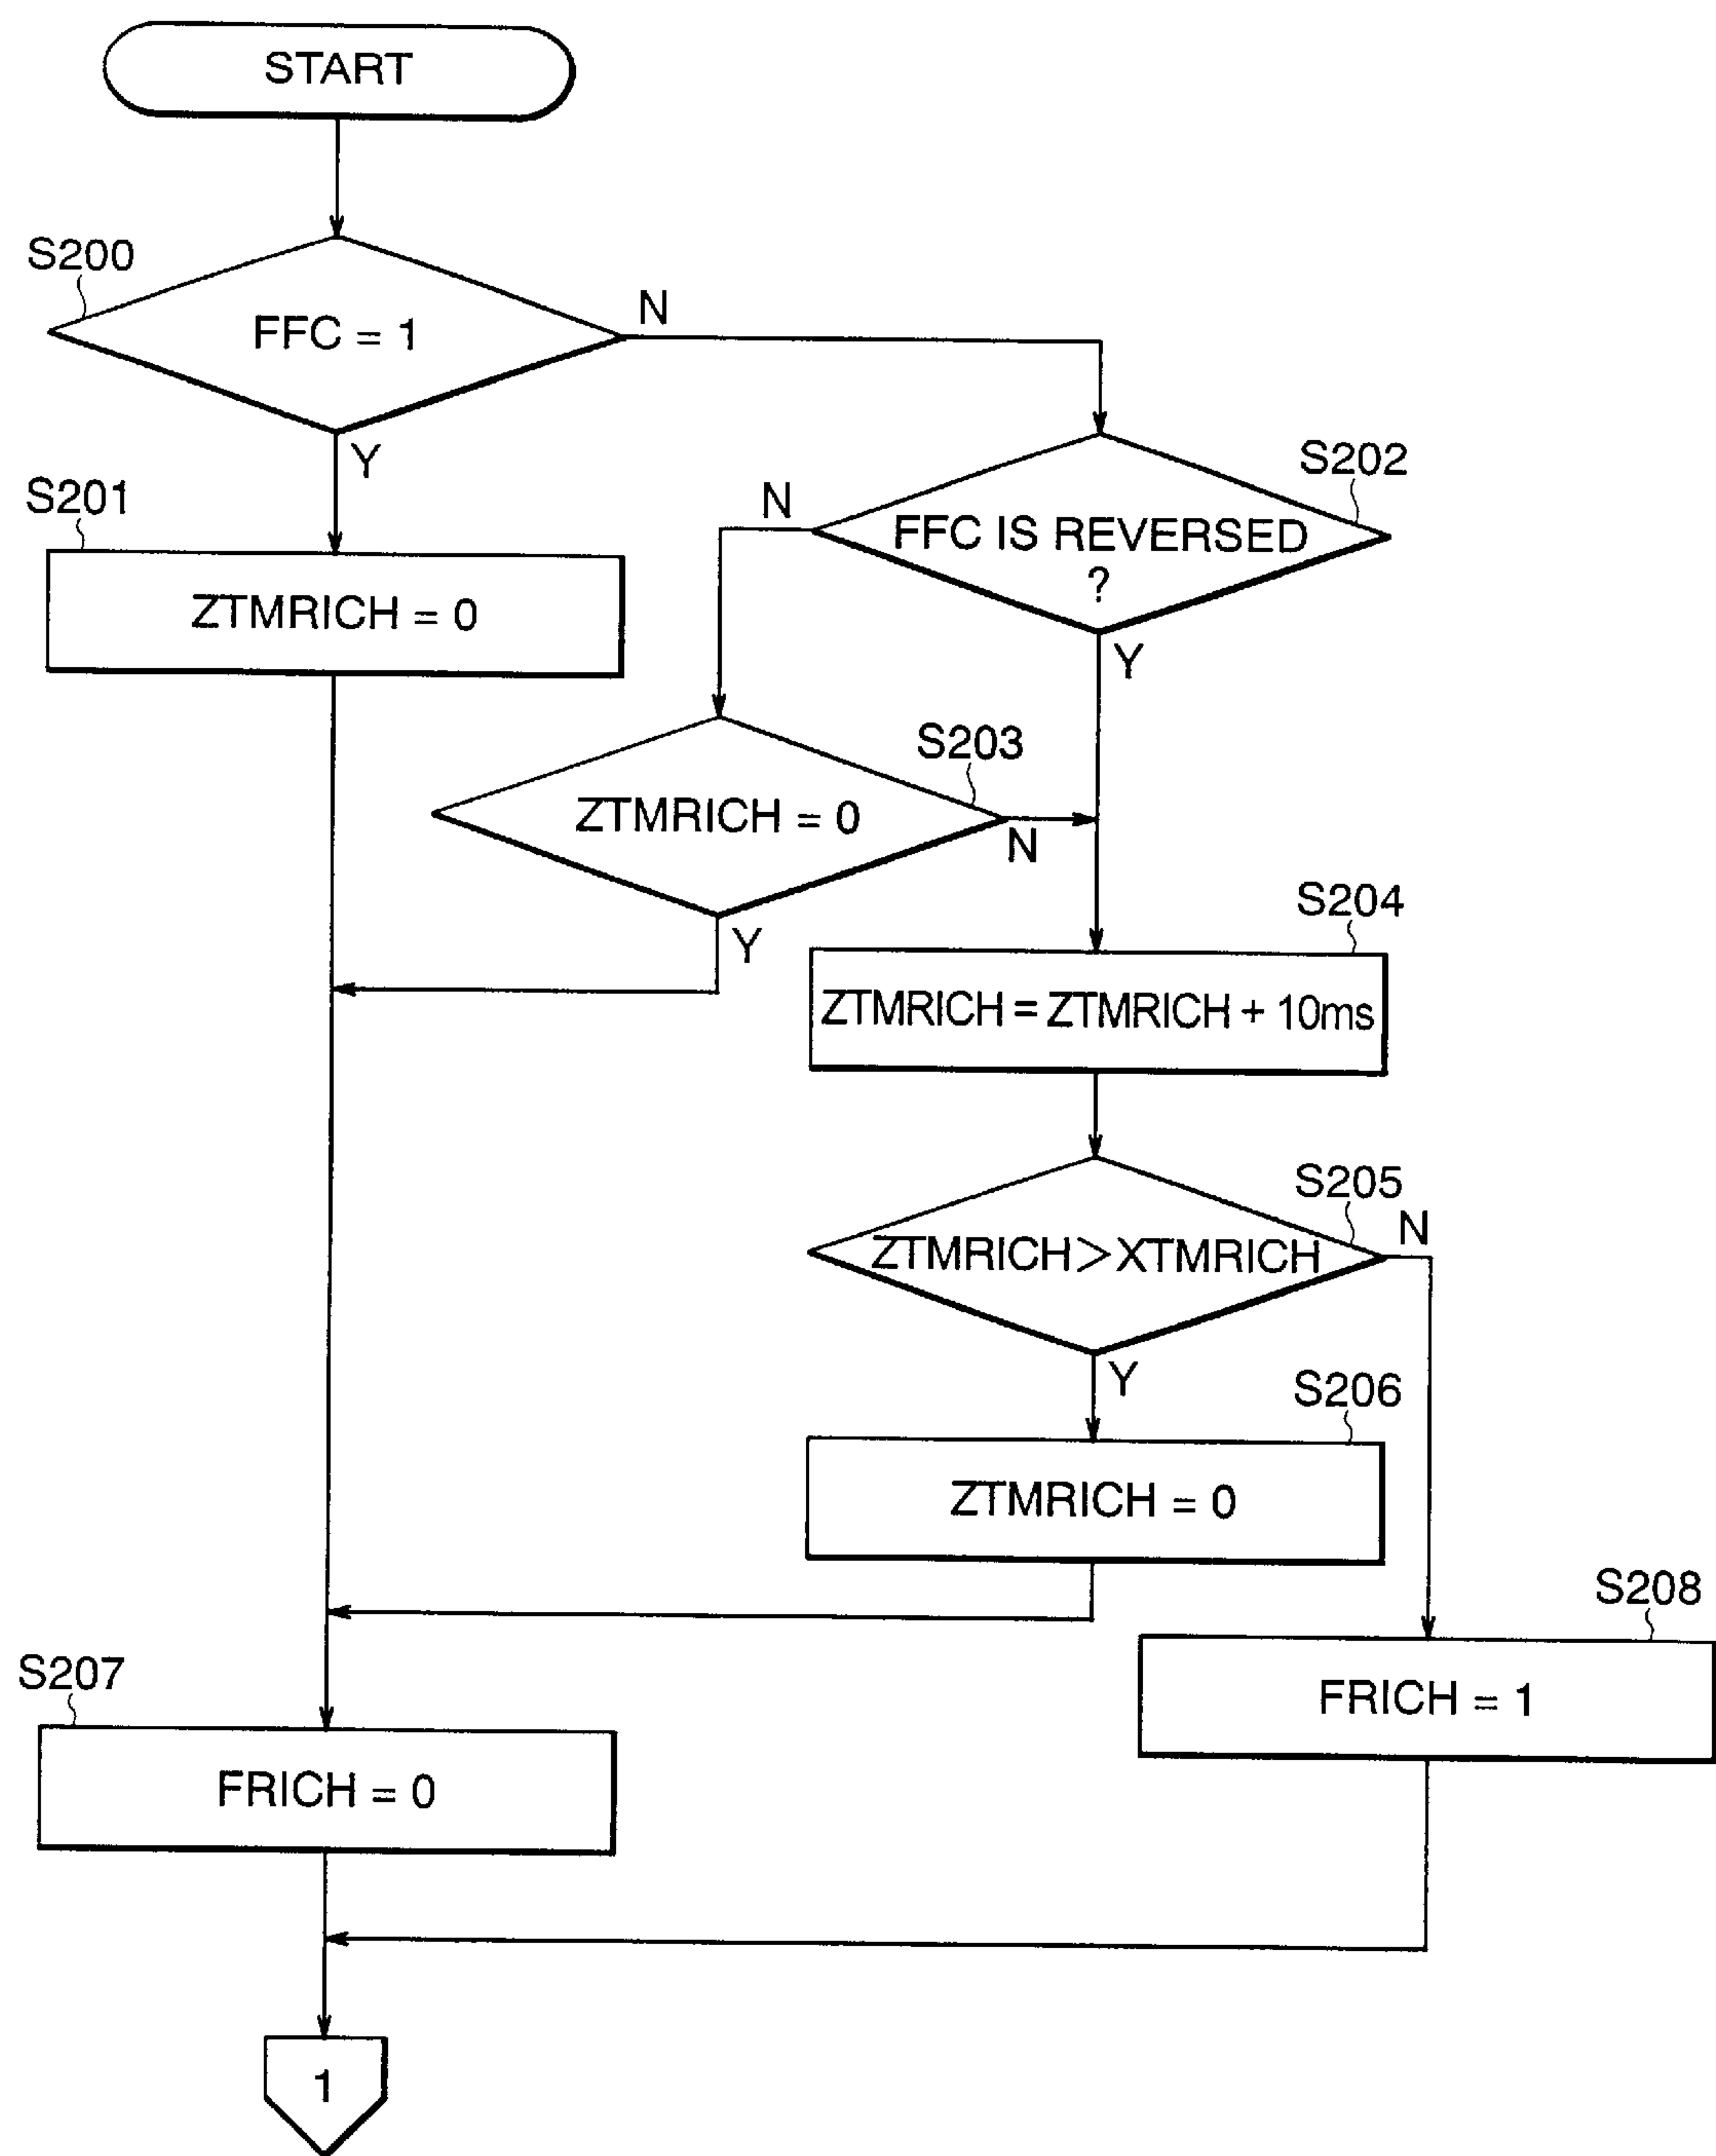 START
S200
FFC = 1
N
Y
S201
ZTMRICH = 0
S202
N
FFC IS REVERSED
?
Y
S203
ZTMRICH = 0
N
Y
S204
ZTMRICH = ZTMRICH + 10ms
S205
ZTMRICH>XTMRICH
N
Y
S206
ZTMRICH = 0
S208
FRICH = 1
S207
FRICH = 0
1